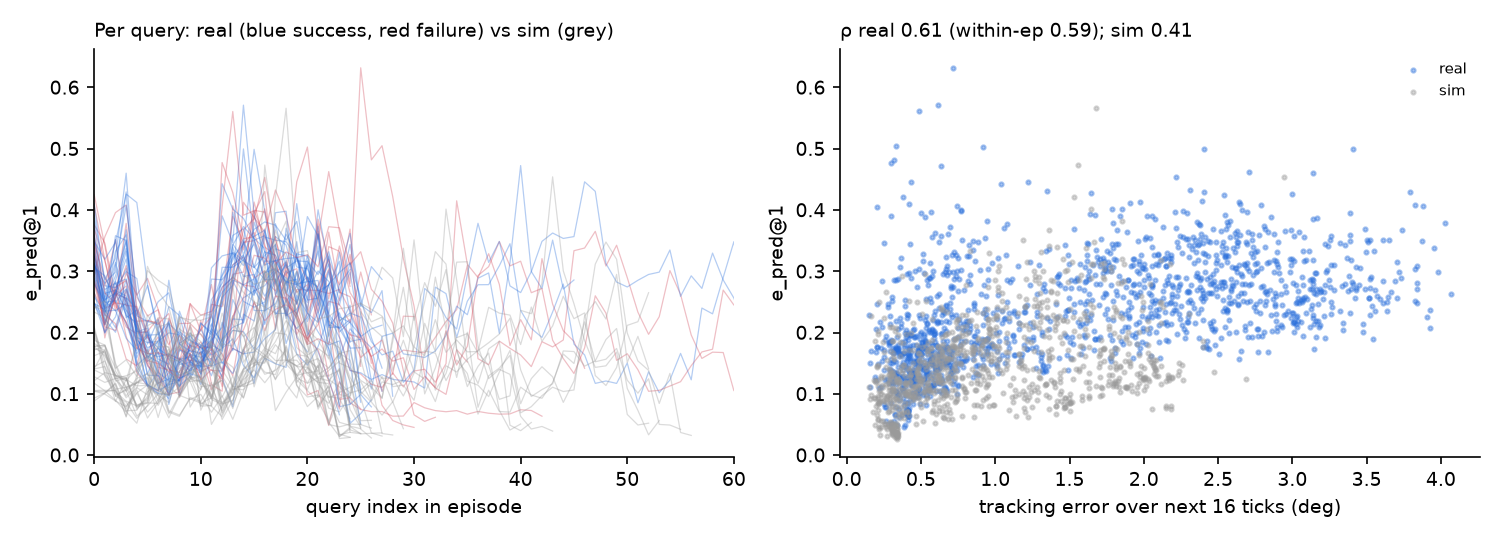 Per query: real (blue success, red failure) vs sim (grey)
e_pred@1
0.6
0.5
0.4
0.3
0.2
0.1
0.0
0 10 20 30 40 50 60
query index in episode
ρ real 0.61 (within-ep 0.59); sim 0.41
real
sim
e_pred@1
0.6
0.5
0.4
0.3
0.2
0.1
0.0
0.0 0.5 1.0 1.5 2.0 2.5 3.0 3.5 4.0
tracking error over next 16 ticks (deg)